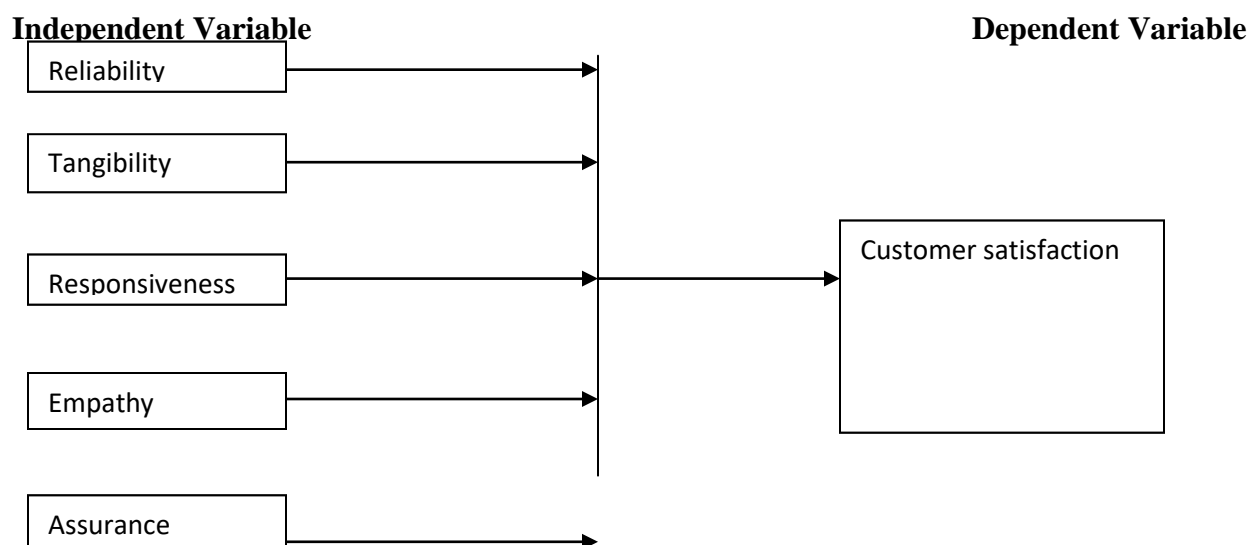 Independent Variable
Dependent Variable
Reliability
Tangibility
Responsiveness
Customer satisfaction
Empathy
Assurance